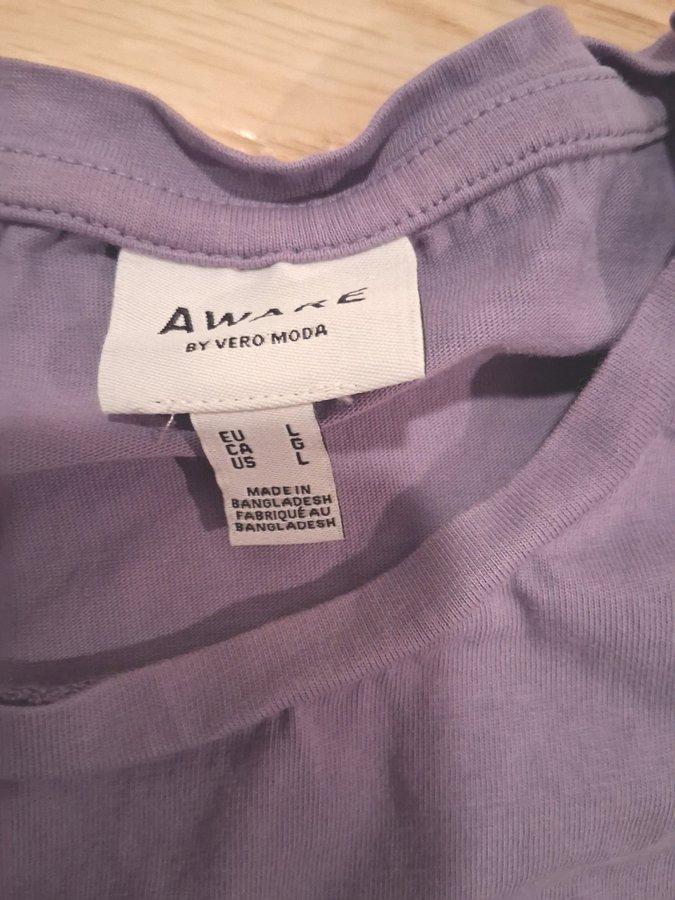 AWARE
BY VERO MODA
EU L
CA G
US L
MADE IN
BANGLADESH
FABRIQUÉ AU
BANGLADESH